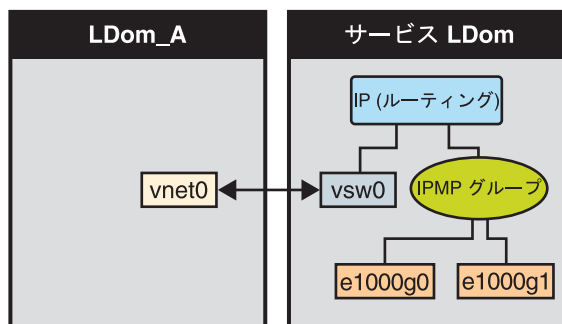 LDom_A
サービス LDom
IP (ルーティング)
vnet0
vsw0
IPMP グループ
e1000g0
e1000g1